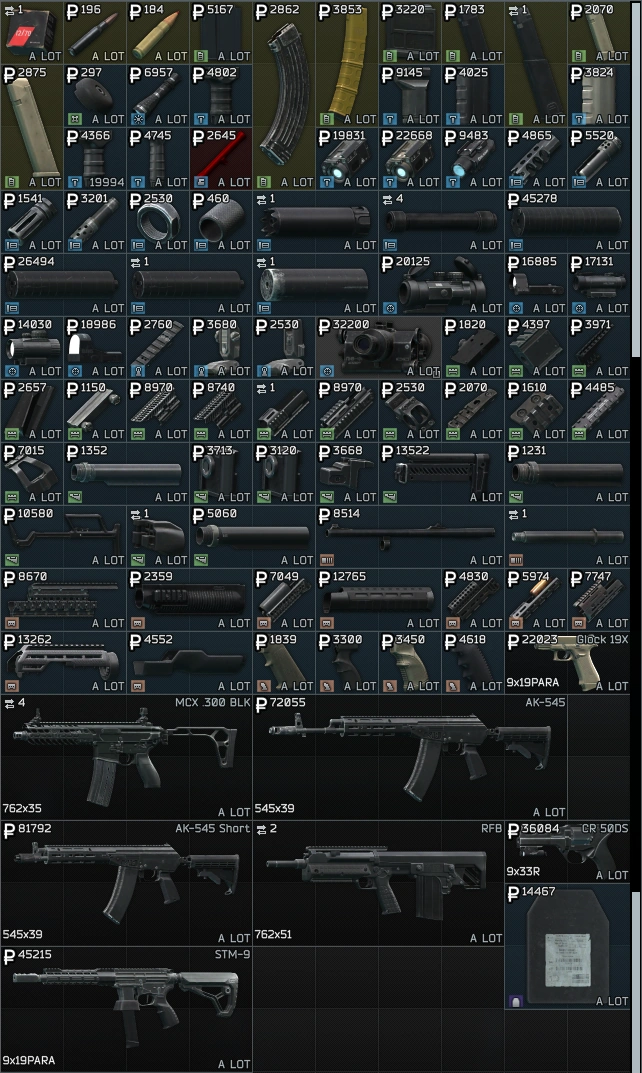 1 ₽ 196 ₽ 184 ₽ 5167 ₽ 2862 ₽ 3853 ₽ 3220 ₽ 1783 1 ₽ 2070
12/70
A LOT A LOT A LOT A LOT A LOT A LOT A LOT
₽ 2875 ₽ 297 ₽ 6957 ₽ 4802 ₽ 9145 ₽ 4025 ₽ 3824
A LOT A LOT A LOT A LOT A LOT A LOT A LOT A LOT
₽ 4366 ₽ 4745 ₽ 2645 ₽ 19831 ₽ 22668 ₽ 9483 ₽ 4865 ₽ 5520
A LOT 19994 A LOT A LOT A LOT A LOT A LOT A LOT A LOT A LOT
₽ 1541 ₽ 3201 ₽ 2530 ₽ 460 1 4 ₽ 45278
A LOT A LOT A LOT A LOT A LOT A LOT A LOT
₽ 26494 1 1 ₽ 20125 ₽ 16885 ₽ 17131
A LOT A LOT A LOT A LOT A LOT A LOT
₽ 14030 ₽ 18986 ₽ 2760 ₽ 3680 ₽ 2530 ₽ 32200 ₽ 1820 ₽ 4397 ₽ 3971
A LOT A LOT A LOT A LOT A LOT A LOT A LOT A LOT A LOT
₽ 2657 ₽ 1150 ₽ 8970 ₽ 8740 1 ₽ 8970 ₽ 2530 ₽ 2070 ₽ 1610 ₽ 4485
A LOT A LOT A LOT A LOT A LOT A LOT A LOT A LOT A LOT A LOT
₽ 7015 ₽ 1352 ₽ 3713 ₽ 3120 ₽ 3668 ₽ 13522 ₽ 1231
A LOT A LOT A LOT A LOT A LOT A LOT A LOT
₽ 10580 1 ₽ 5060 ₽ 8514 1
A LOT A LOT A LOT A LOT A LOT
₽ 8670 ₽ 2359 ₽ 7049 ₽ 12765 ₽ 4830 ₽ 5974 ₽ 7747
A LOT A LOT A LOT A LOT A LOT A LOT A LOT
₽ 13262 ₽ 4552 ₽ 1839 ₽ 3300 ₽ 3450 ₽ 4618 ₽ 22023 Glock 19X
A LOT A LOT A LOT A LOT A LOT A LOT 9x19PARA A LOT
4 MCX .300 BLK ₽ 72055 AK-545
762x35 A LOT 545x39 A LOT
₽ 81792 AK-545 Short 2 RFB ₽ 36084 CR 50DS
9x33R A LOT
₽ 14467
545x39 A LOT 762x51 A LOT
₽ 45215 STM-9
A LOT
9x19PARA A LOT